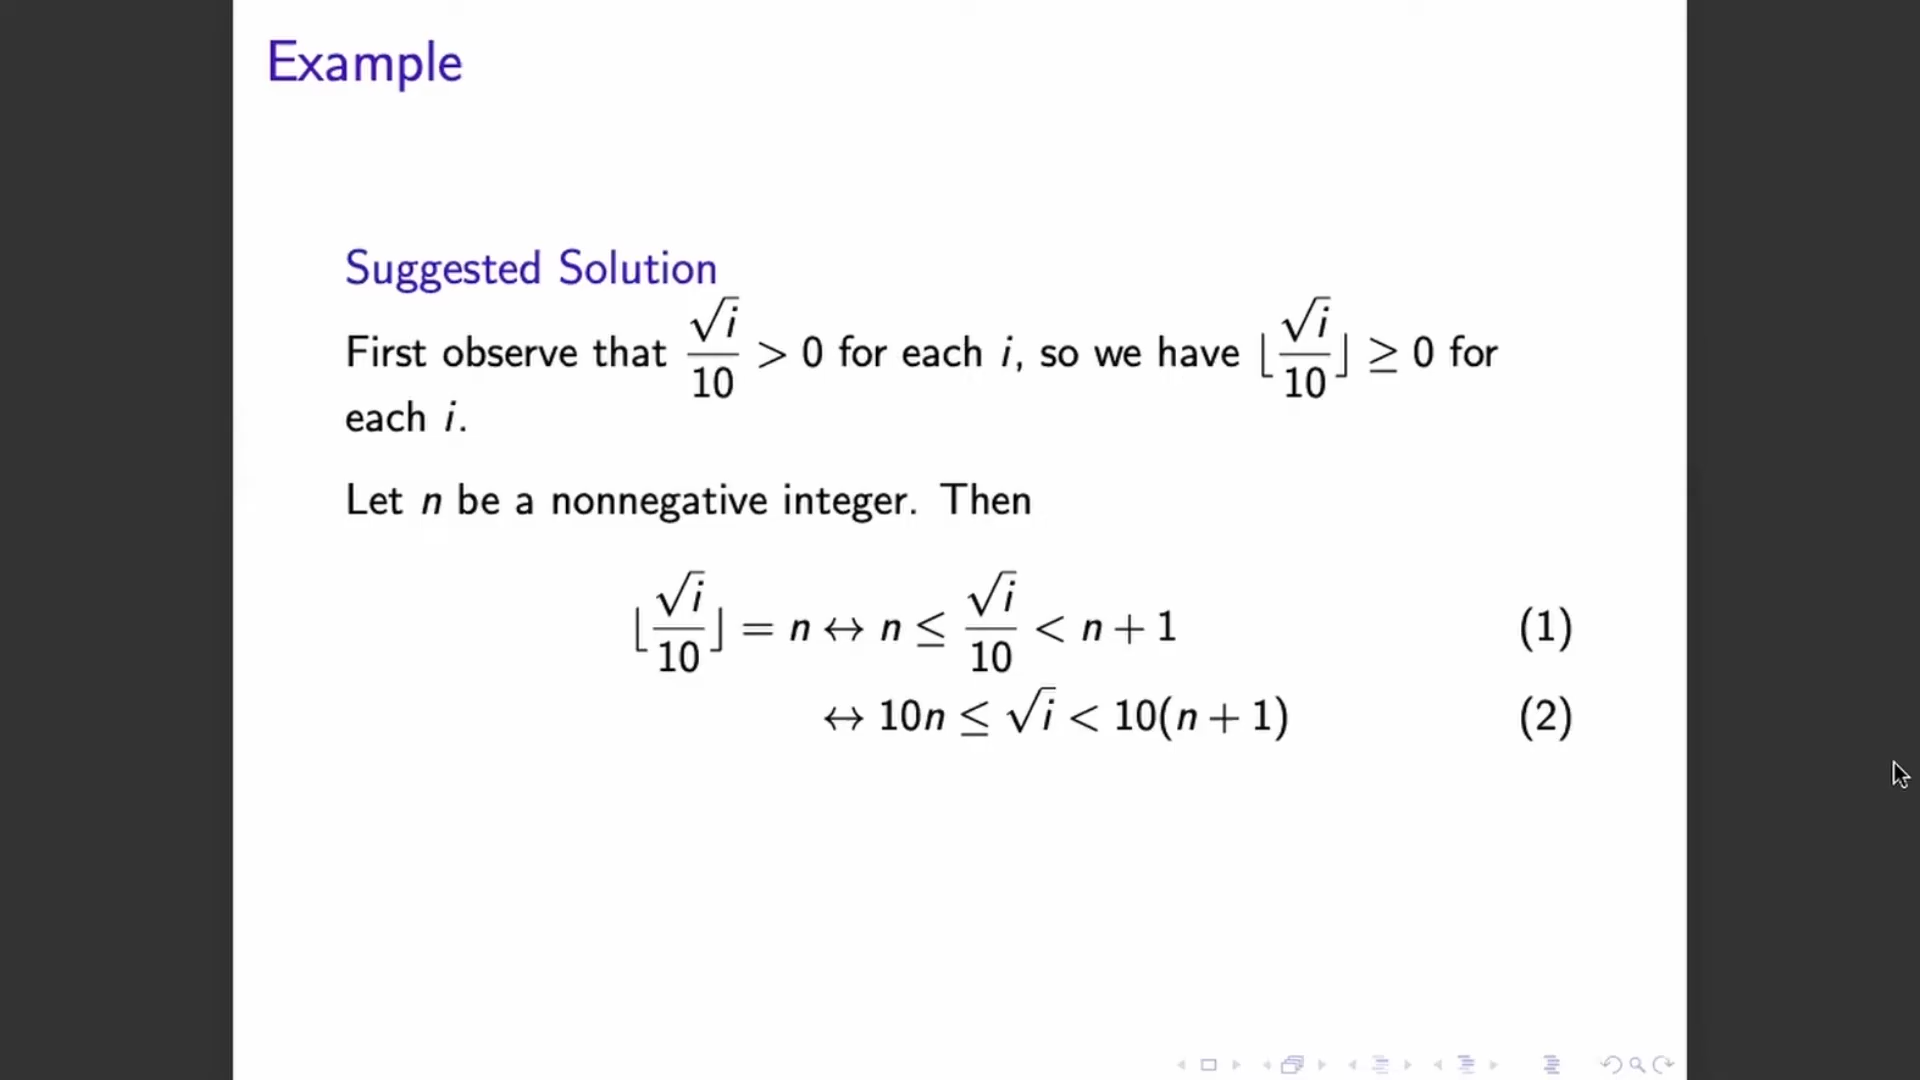 Example
Suggested Solution
First observe that √i/10 > 0 for each i, so we have ⌊√i/10⌋ ≥ 0 for
each i.
Let n be a nonnegative integer. Then
⌊√i/10⌋ = n ↔ n ≤ √i/10 < n + 1 (1)
↔ 10n ≤ √i < 10(n + 1) (2)